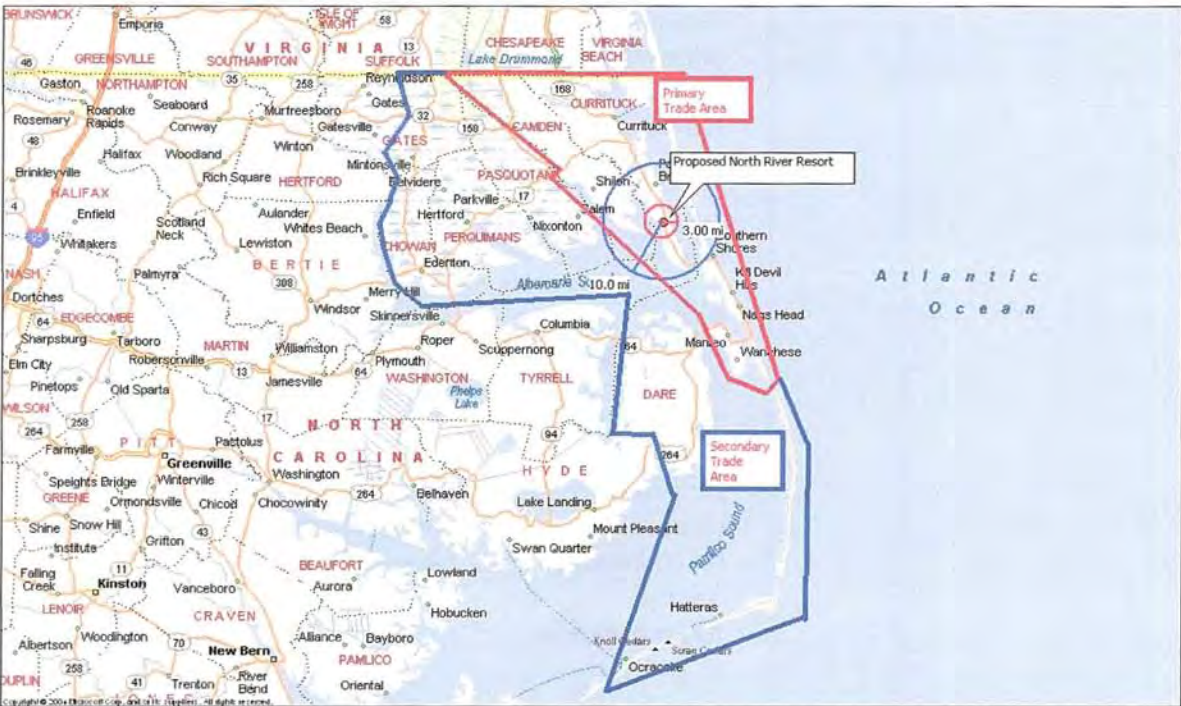 BRUNSWICK
Emporia
ISLE OF
WIGHT
58
VIRGINIA
13
CHESAPEAKE
VIRGINIA
BEACH
GREENSVILLE
SOUTHAMPTON
SUFFOLK
Lake Drummond
46
Gaston
NORTHAMPTON
35
258
168
Seaboard
Murfreesboro
Gates
32
158
CURRITUCK
Primary
Trade Area
Roanoke
Rapids
Rosemary
48
Conway
Gatesville
CAMDEN
Currituck
Halifax
Woodland
Winton
GATES
Mintonsville
Proposed North River Resort
Brinkleyville
HALIFAX
Rich Square
HERTFORD
Belvidere
PASQUOTANK
Shiloh
4
Enfield
Aulander
Parkville
17
Salem
Scotland
Neck
Whites Beach
Hertford
Nixonton
3.00 mi
95
Whitakers
Lewiston
CHOWAN
PERQUIMANS
Southern
Shores
NASH
Palmyra
BERTIE
Edenton
Kill Devil
Hills
Atlantic
Ocean
Dortches
308
Merry Hill
10.0 mi
64
EDGECOMBE
Windsor
Skinnersville
Nags Head
Sharpsburg
Tarboro
Columbia
Manteo
Elm City
Robersonville
MARTIN
Williamston
Roper
Scuppernong
64
Wanchese
13
64
Plymouth
Pinetops
Old Sparta
Jamesville
WASHINGTON
TYRRELL
DARE
WILSON
Phelps
Lake
258
17
NORTH
264
PITT
Pactolus
94
Secondary
Trade
Area
Farmville
CAROLINA
264
Greenville
Washington
HYDE
Speights Bridge
Winterville
264
GREENE
Ormondsville
Chicod
Chocowinity
Belhaven
Lake Landing
Snow Hill
43
Pamlico Sound
Shine
Mount Pleasant
Institute
Grifton
Swan Quarter
BEAUFORT
Falling
Creek
11
Vanceboro
Aurora
Lowland
Kinston
Hatteras
LENOIR
CRAVEN
Hobucken
Albertson
Woodington
70
Alliance
Bayboro
Ocracoke
258
New Bern
PAMLICO
DUPLIN
41
Trenton
River
Bend
Oriental
JONES